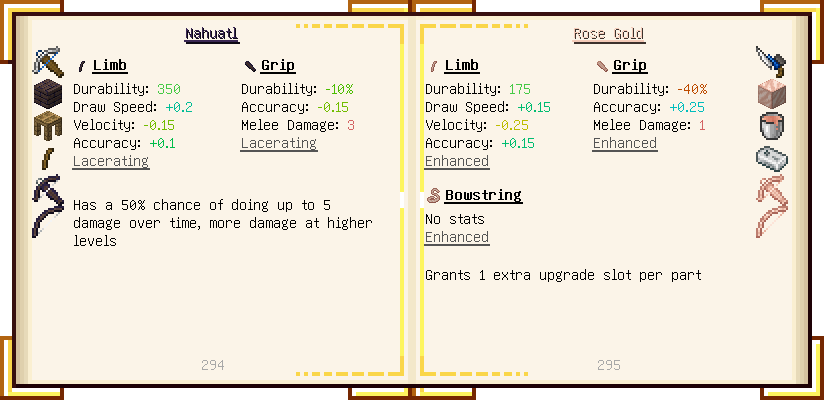 Nahuatl
Limb
Durability: 350
Draw Speed: +0.2
Velocity: -0.15
Accuracy: +0.1
Lacerating
Grip
Durability: -10%
Accuracy: -0.15
Melee Damage: 3
Lacerating
Has a 50% chance of doing up to 5
damage over time, more damage at higher
levels
294
Rose Gold
Limb
Durability: 175
Draw Speed: +0.15
Velocity: -0.25
Accuracy: +0.15
Enhanced
Grip
Durability: -40%
Accuracy: +0.25
Melee Damage: 1
Enhanced
Bowstring
No stats
Enhanced
Grants 1 extra upgrade slot per part
295